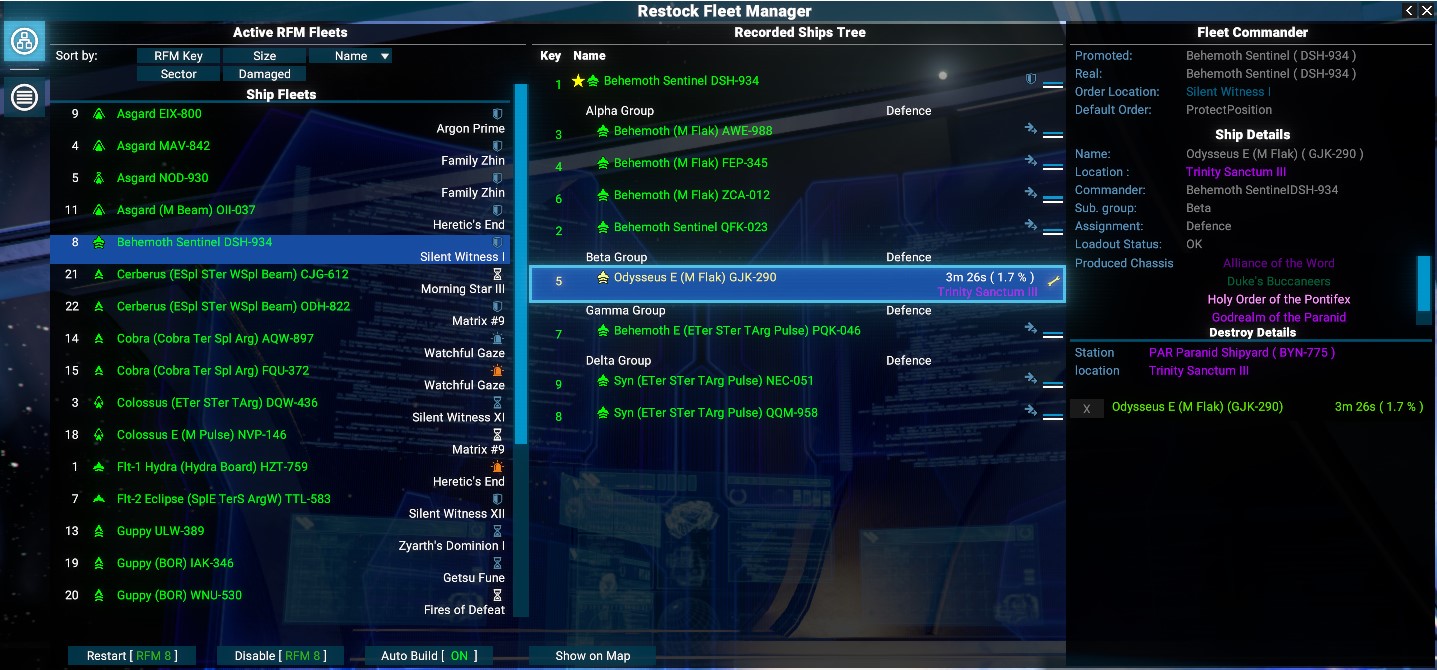 Restock Fleet Manager
Active RFM Fleets
Sort by: RFM Key Size Name
Sector Damaged
Ship Fleets
9 Asgard EIX-800
Argon Prime
4 Asgard MAV-842
Family Zhin
5 Asgard NOD-930
Family Zhin
11 Asgard (M Beam) OII-037
Heretic's End
8 Behemoth Sentinel DSH-934
Silent Witness I
21 Cerberus (ESpl STer WSpl Beam) CJG-612
Morning Star III
22 Cerberus (ESpl STer WSpl Beam) ODH-822
Matrix #9
14 Cobra (Cobra Ter Spl Arg) AQW-897
Watchful Gaze
15 Cobra (Cobra Ter Spl Arg) FQU-372
Watchful Gaze
3 Colossus (ETer STer TArg) DQW-436
Silent Witness XI
18 Colossus E (M Pulse) NVP-146
Matrix #9
1 Flt-1 Hydra (Hydra Board) HZT-759
Heretic's End
7 Flt-2 Eclipse (SplE TerS ArgW) TTL-583
Silent Witness XII
13 Guppy ULW-389
Zyarth's Dominion I
19 Guppy (BOR) IAK-346
Getsu Fune
20 Guppy (BOR) WNU-530
Fires of Defeat
Restart [ RFM 8 ] Disable [ RFM 8 ] Auto Build [ ON ] Show on Map
Recorded Ships Tree
Key Name
1 Behemoth Sentinel DSH-934
Alpha Group Defence
3 Behemoth (M Flak) AWE-988
4 Behemoth (M Flak) FEP-345
6 Behemoth (M Flak) ZCA-012
2 Behemoth Sentinel QFK-023
Beta Group Defence
5 Odysseus E (M Flak) GJK-290 3m 26s ( 1.7 % )
Trinity Sanctum III
Gamma Group Defence
7 Behemoth E (ETer STer TArg Pulse) PQK-046
Delta Group Defence
9 Syn (ETer STer TArg Pulse) NEC-051
8 Syn (ETer STer TArg Pulse) QQM-958
Fleet Commander
Promoted: Behemoth Sentinel ( DSH-934 )
Real: Behemoth Sentinel ( DSH-934 )
Order Location: Silent Witness I
Default Order: ProtectPosition
Ship Details
Name: Odysseus E (M Flak) ( GJK-290 )
Location : Trinity Sanctum III
Commander: Behemoth SentinelDSH-934
Sub. group: Beta
Assignment: Defence
Loadout Status: OK
Produced Chassis Alliance of the Word
Duke's Buccaneers
Holy Order of the Pontifex
Godrealm of the Paranid
Destroy Details
Station PAR Paranid Shipyard ( BYN-775 )
location Trinity Sanctum III
X Odysseus E (M Flak) (GJK-290) 3m 26s ( 1.7 % )